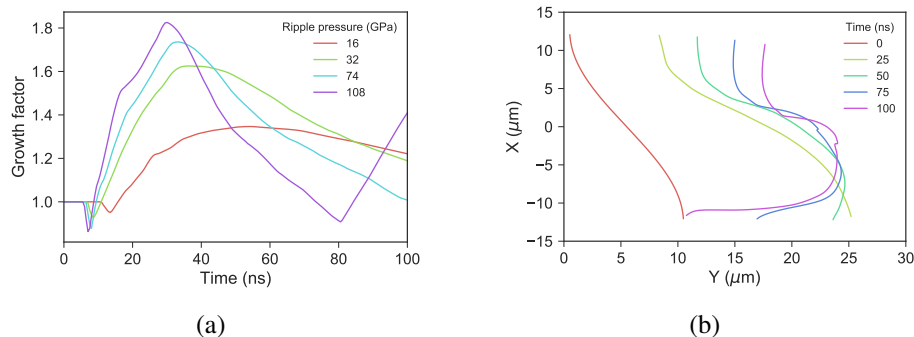 1.8
1.6
1.4
1.2
1.0
Growth factor
0 20 40 60 80 100
Time (ns)
Ripple pressure (GPa)
16
32
74
108
(a)
15
10
5
0
−5
−10
−15
X (μm)
0 5 10 15 20 25 30
Y (μm)
Time (ns)
0
25
50
75
100
(b)